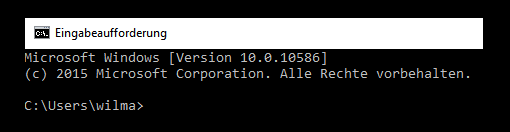 Eingabeaufforderung
Microsoft Windows [Version 10.0.10586]
(c) 2015 Microsoft Corporation. Alle Rechte vorbehalten.
C:\Users\wilma>